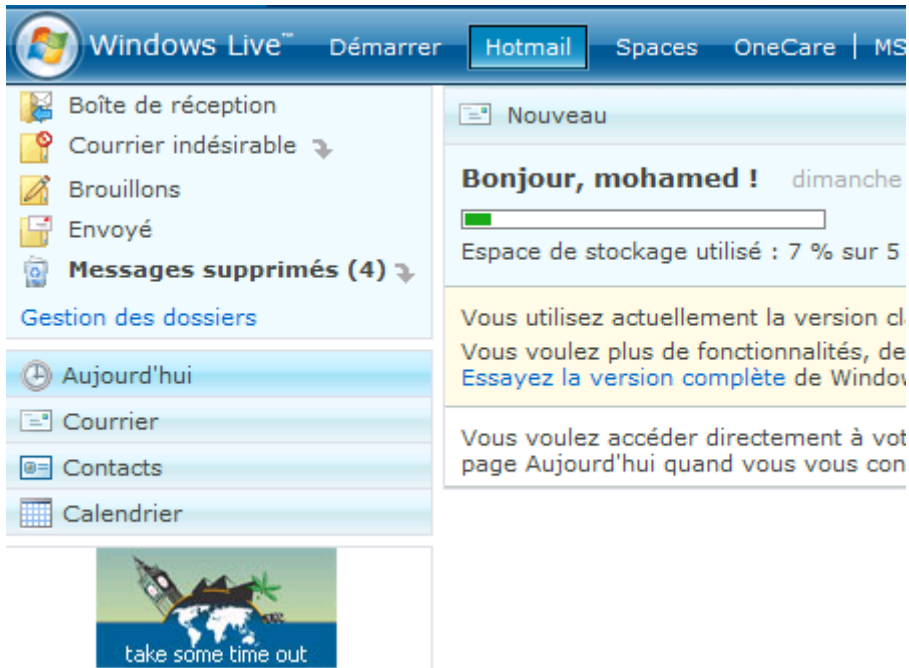 Windows Live™ Démarrer Hotmail Spaces OneCare | MS
Boîte de réception
Courrier indésirable
Brouillons
Envoyé
Messages supprimés (4)
Gestion des dossiers
Aujourd'hui
Courrier
Contacts
Calendrier
take some time out
Nouveau
Bonjour, mohamed ! dimanche
Espace de stockage utilisé : 7 % sur 5
Vous utilisez actuellement la version cl
Vous voulez plus de fonctionnalités, de
Essayez la version complète de Window
Vous voulez accéder directement à vot
page Aujourd'hui quand vous vous con